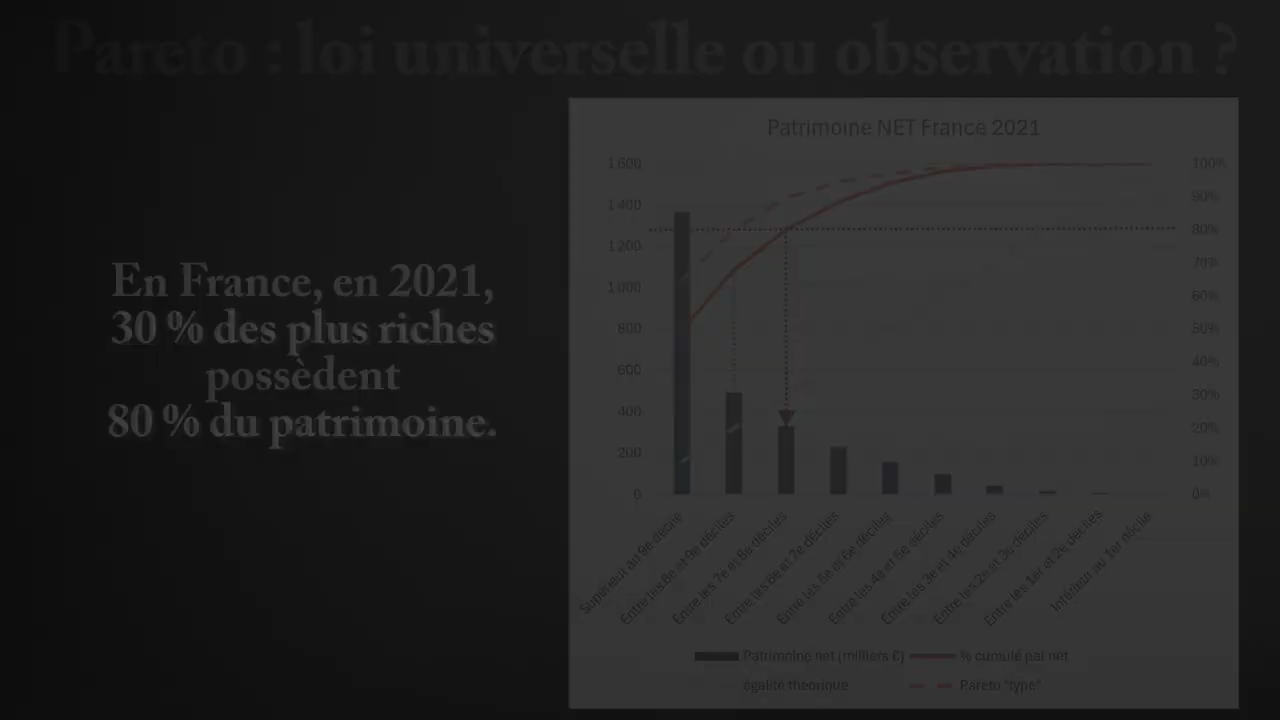 Pareto : loi universelle ou observation ?
En France, en 2021,
30 % des plus riches
possèdent
80 % du patrimoine.
Patrimoine NET France 2021
1 600
1 400
1 200
1 000
800
600
400
200
0
100%
90%
80%
70%
60%
50%
40%
30%
20%
10%
0%
Supérieur au 9e décile
Entre les 8e et 9e déciles
Entre les 7e et 8e déciles
Entre les 6e et 7e déciles
Entre les 5e et 6e déciles
Entre les 4e et 5e déciles
Entre les 3e et 4e déciles
Entre les 2e et 3e déciles
Entre les 1er et 2e déciles
Inférieur au 1er décile
Patrimoine net (milliers €)
% cumulé pat net
égalité théorique
Pareto "type"